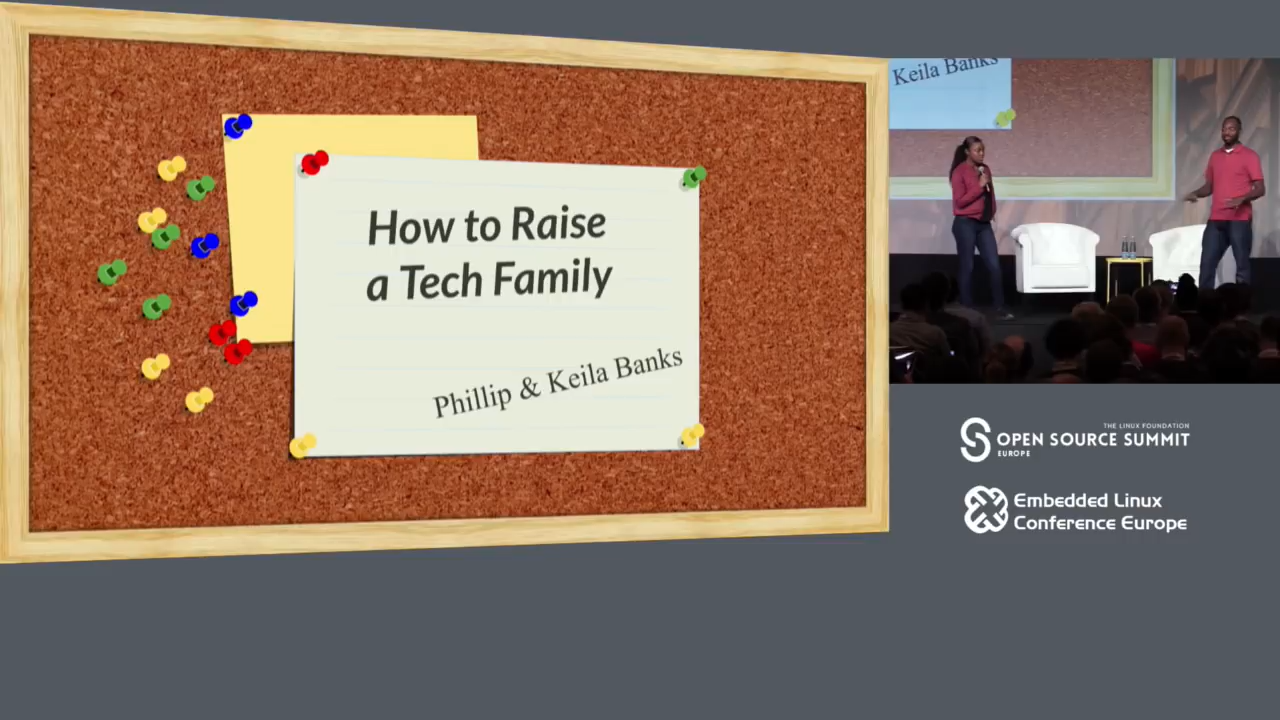 How to Raise
a Tech Family
Phillip & Keila Banks
Keila Banks
THE LINUX FOUNDATION
OPEN SOURCE SUMMIT
EUROPE
Embedded Linux
Conference Europe